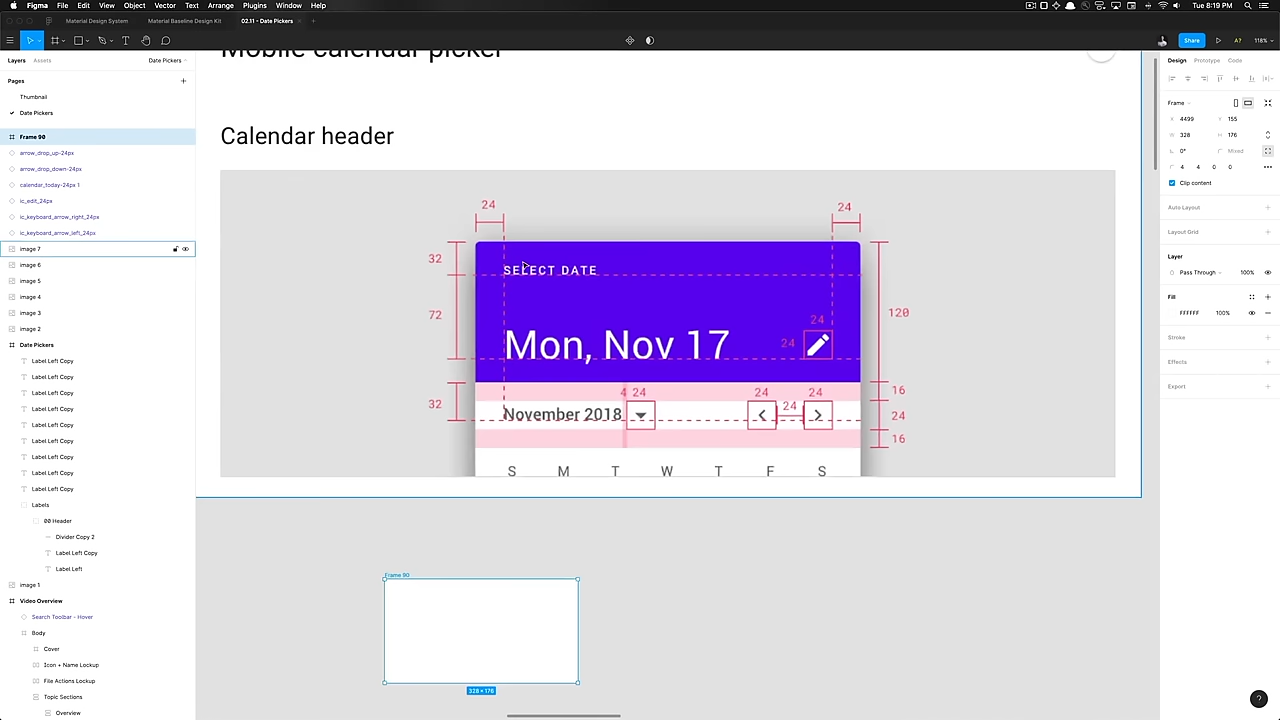 Figma File Edit View Object Vector Text Arrange Plugins Window Help
Tue 8:19 PM
Material Design System
Material Baseline Design Kit
02.11 - Date Pickers
Share
A?
118%
Layers Assets Date Pickers
Pages
Thumbnail
Date Pickers
Frame 90
arrow_drop_up-24px
arrow_drop_down-24px
calendar_today-24px 1
ic_edit_24px
ic_keyboard_arrow_right_24px
ic_keyboard_arrow_left_24px
image 7
image 6
image 5
image 4
image 3
image 2
Date Pickers
Label Left Copy
Label Left Copy
Label Left Copy
Label Left Copy
Label Left Copy
Label Left Copy
Label Left Copy
Label Left Copy
Label Left Copy
Labels
00 Header
Divider Copy 2
Label Left Copy
Label Left
image 1
Video Overview
Search Toolbar - Hover
Body
Cover
Icon + Name Lockup
File Actions Lockup
Topic Sections
Overview
Mobile calendar picker
Calendar header
24 24
32
SELECT DATE
72
120
Mon, Nov 17
24
24
32
4 24 24 24
16
November 2018
24
24
16
S M T W T F S
Frame 90
328 × 176
Design Prototype Code
Frame
X 4499 Y 155
W 328 H 176
0° Mixed
4 4 0 0
Clip content
Auto Layout
Layout Grid
Layer
Pass Through 100%
Fill
FFFFFF 100%
Stroke
Effects
Export
?